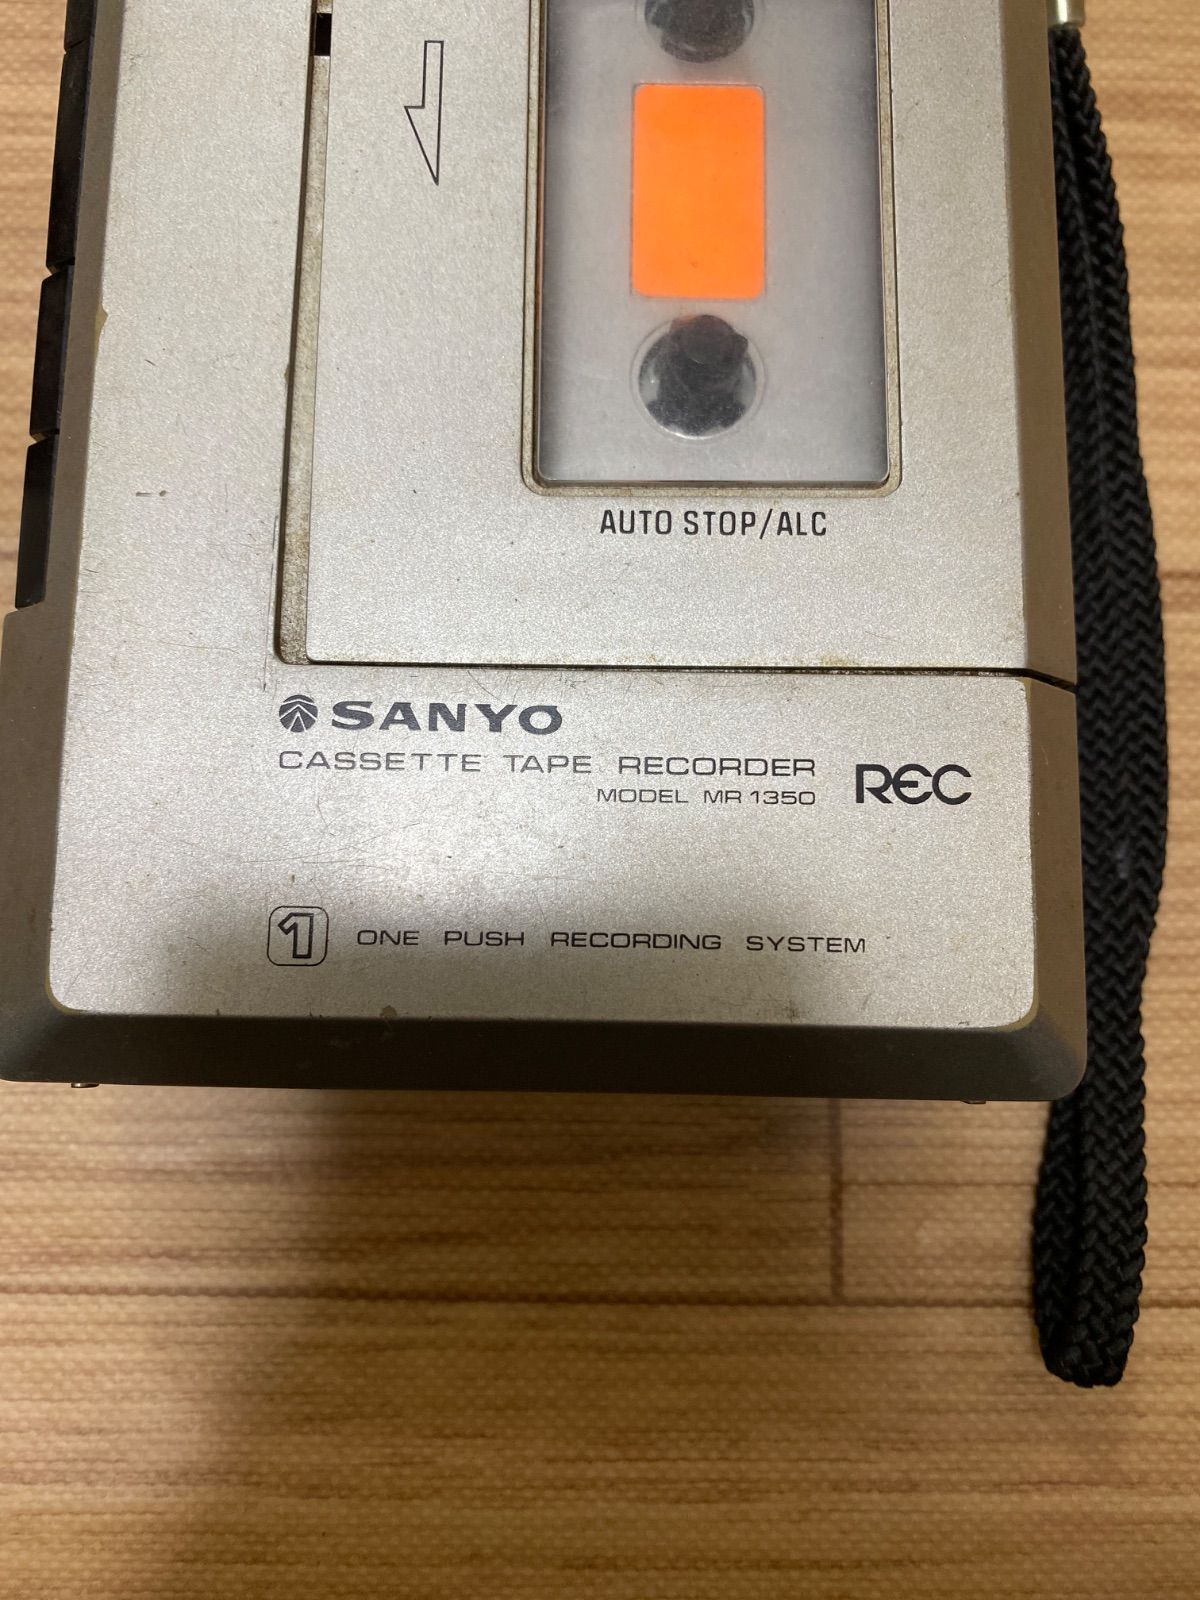 AUTO STOP/ALC
SANYO
CASSETTE TAPE RECORDER
MODEL MR 1350
REC
1 ONE PUSH RECORDING SYSTEM